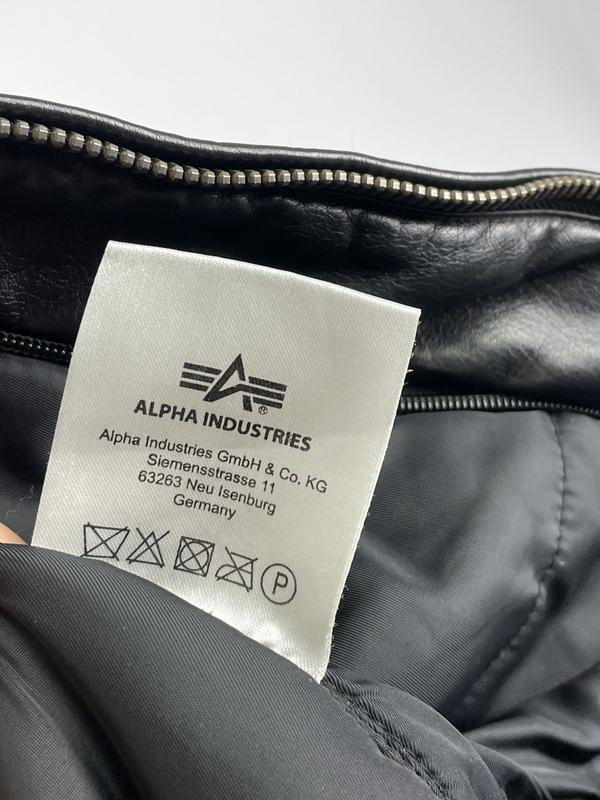 ALPHA INDUSTRIES®
Alpha Industries GmbH & Co. KG
Siemensstrasse 11
63263 Neu Isenburg
Germany
P